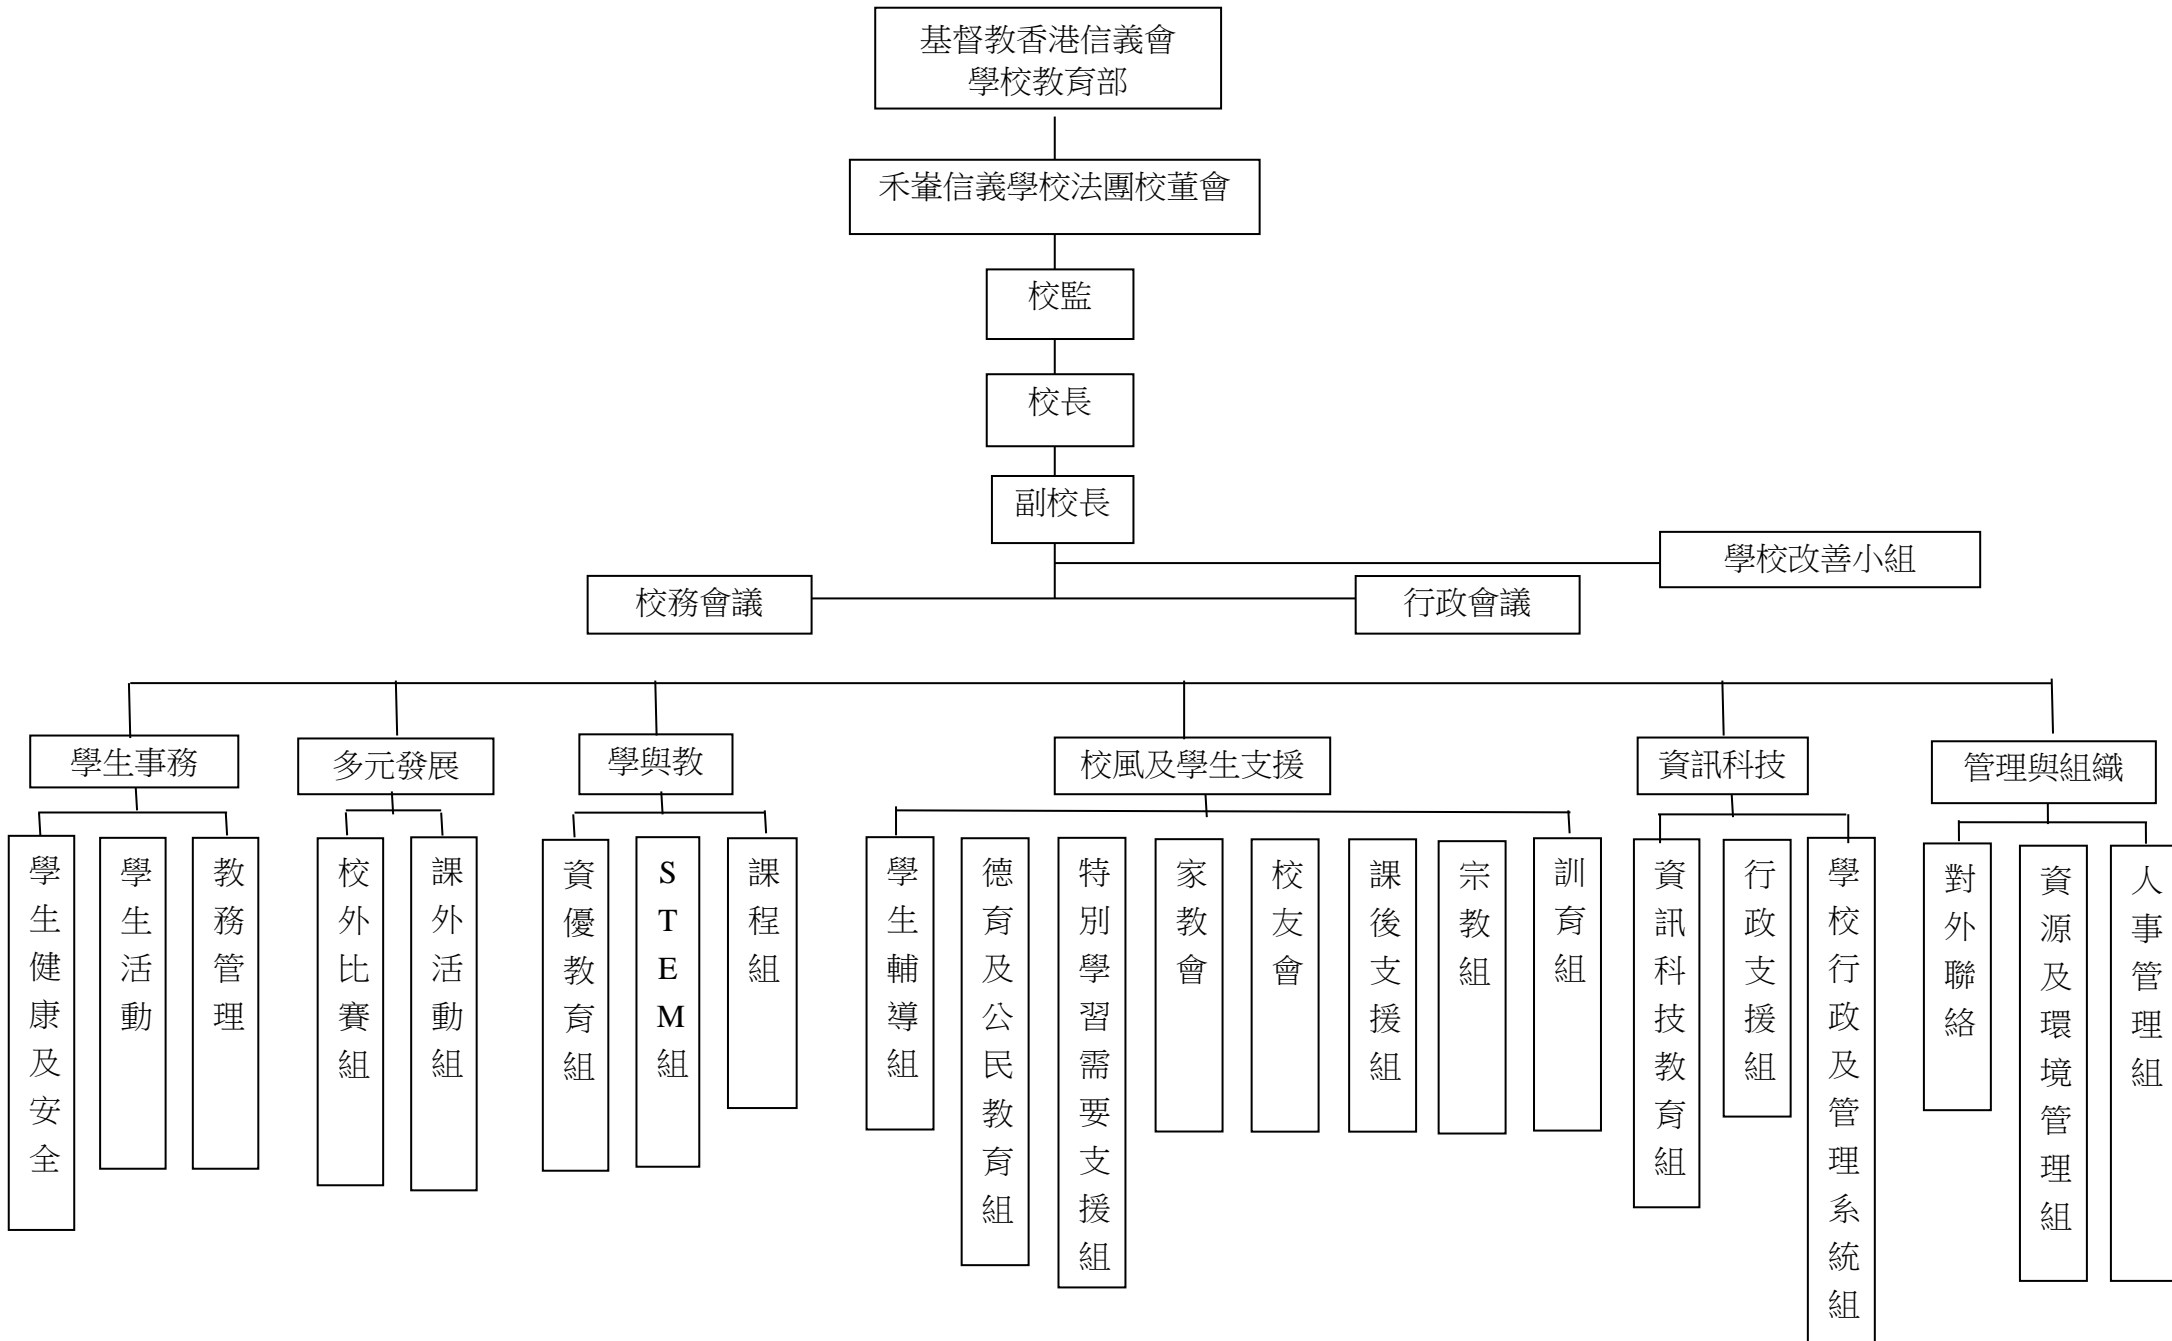 基督教香港信義會
學校教育部
禾輋信義學校法團校董會
校監
校長
副校長
學校改善小組
校務會議
行政會議
學生事務
多元發展
學與教
校風及學生支援
資訊科技
管理與組織
學生健康及安全
學生活動
教務管理
校外比賽組
課外活動組
資優教育組
STEM組
課程組
學生輔導組
德育及公民教育組
特別學習需要支援組
家教會
校友會
課後支援組
宗教組
訓育組
資訊科技教育組
行政支援組
學校行政及管理系統組
對外聯絡
資源及環境管理組
人事管理組